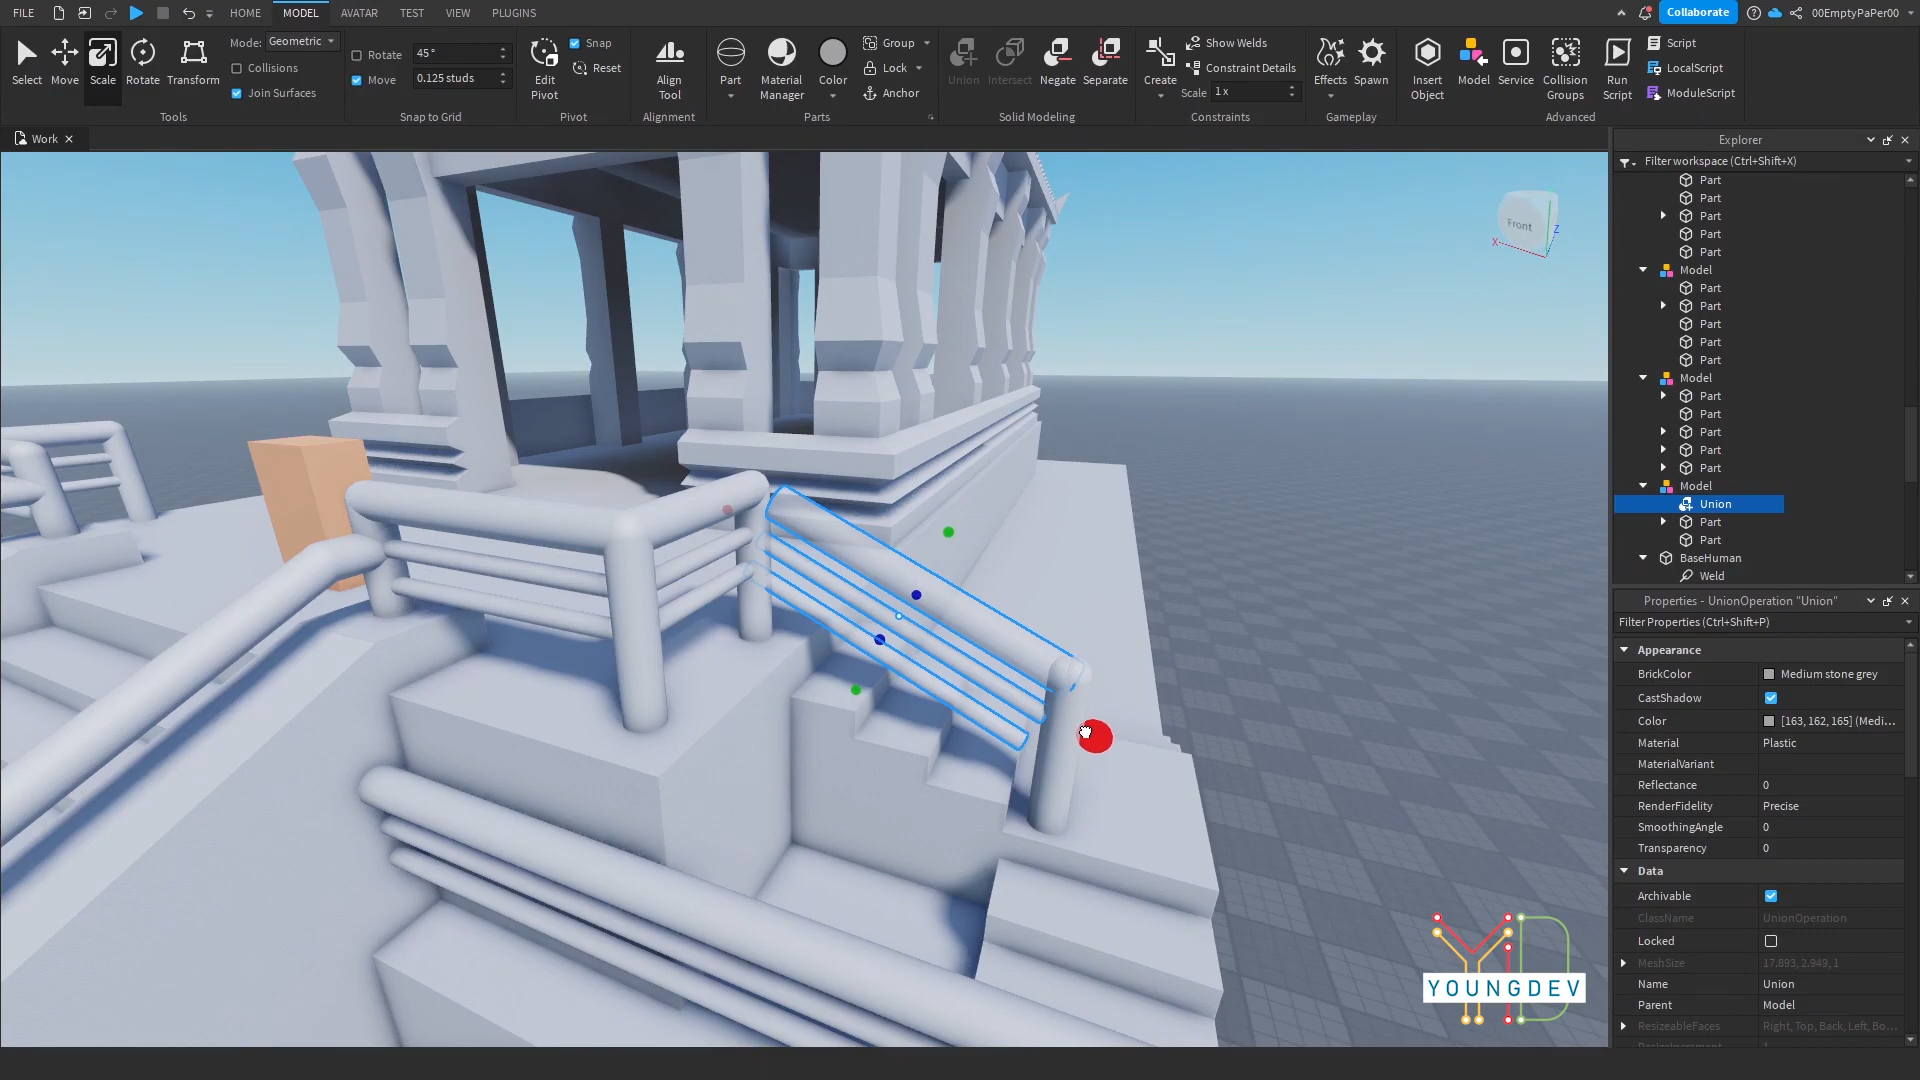 FILE HOME MODEL AVATAR TEST VIEW PLUGINS Collaborate 00EmptyPaPer00
Select Move Scale Rotate Transform
Mode: Geometric
Collisions
Join Surfaces
Tools
Rotate 45°
Move 0.125 studs
Snap to Grid
Edit Pivot
Snap
Reset
Pivot
Align Tool
Alignment
Part
Material Manager
Color
Group
Lock
Anchor
Parts
Union Intersect Negate Separate
Solid Modeling
Create
Show Welds
Constraint Details
Scale 1 x
Constraints
Effects Spawn
Gameplay
Insert Object
Model
Service
Collision Groups
Run Script
Script
LocalScript
ModuleScript
Advanced
Work
Front
X
Z
YOUNGDEV
Explorer
Filter workspace (Ctrl+Shift+X)
Part
Part
Part
Part
Part
Model
Part
Part
Part
Part
Part
Model
Part
Part
Part
Part
Part
Model
Union
Part
Part
BaseHuman
Weld
Properties - UnionOperation "Union"
Filter Properties (Ctrl+Shift+P)
Appearance
BrickColor Medium stone grey
CastShadow
Color [163, 162, 165] (Medi...
Material Plastic
MaterialVariant
Reflectance 0
RenderFidelity Precise
SmoothingAngle 0
Transparency 0
Data
Archivable
ClassName UnionOperation
Locked
MeshSize 17.893, 2.949, 1
Name Union
Parent Model
ResizeableFaces Right, Top, Back, Left, Bo...